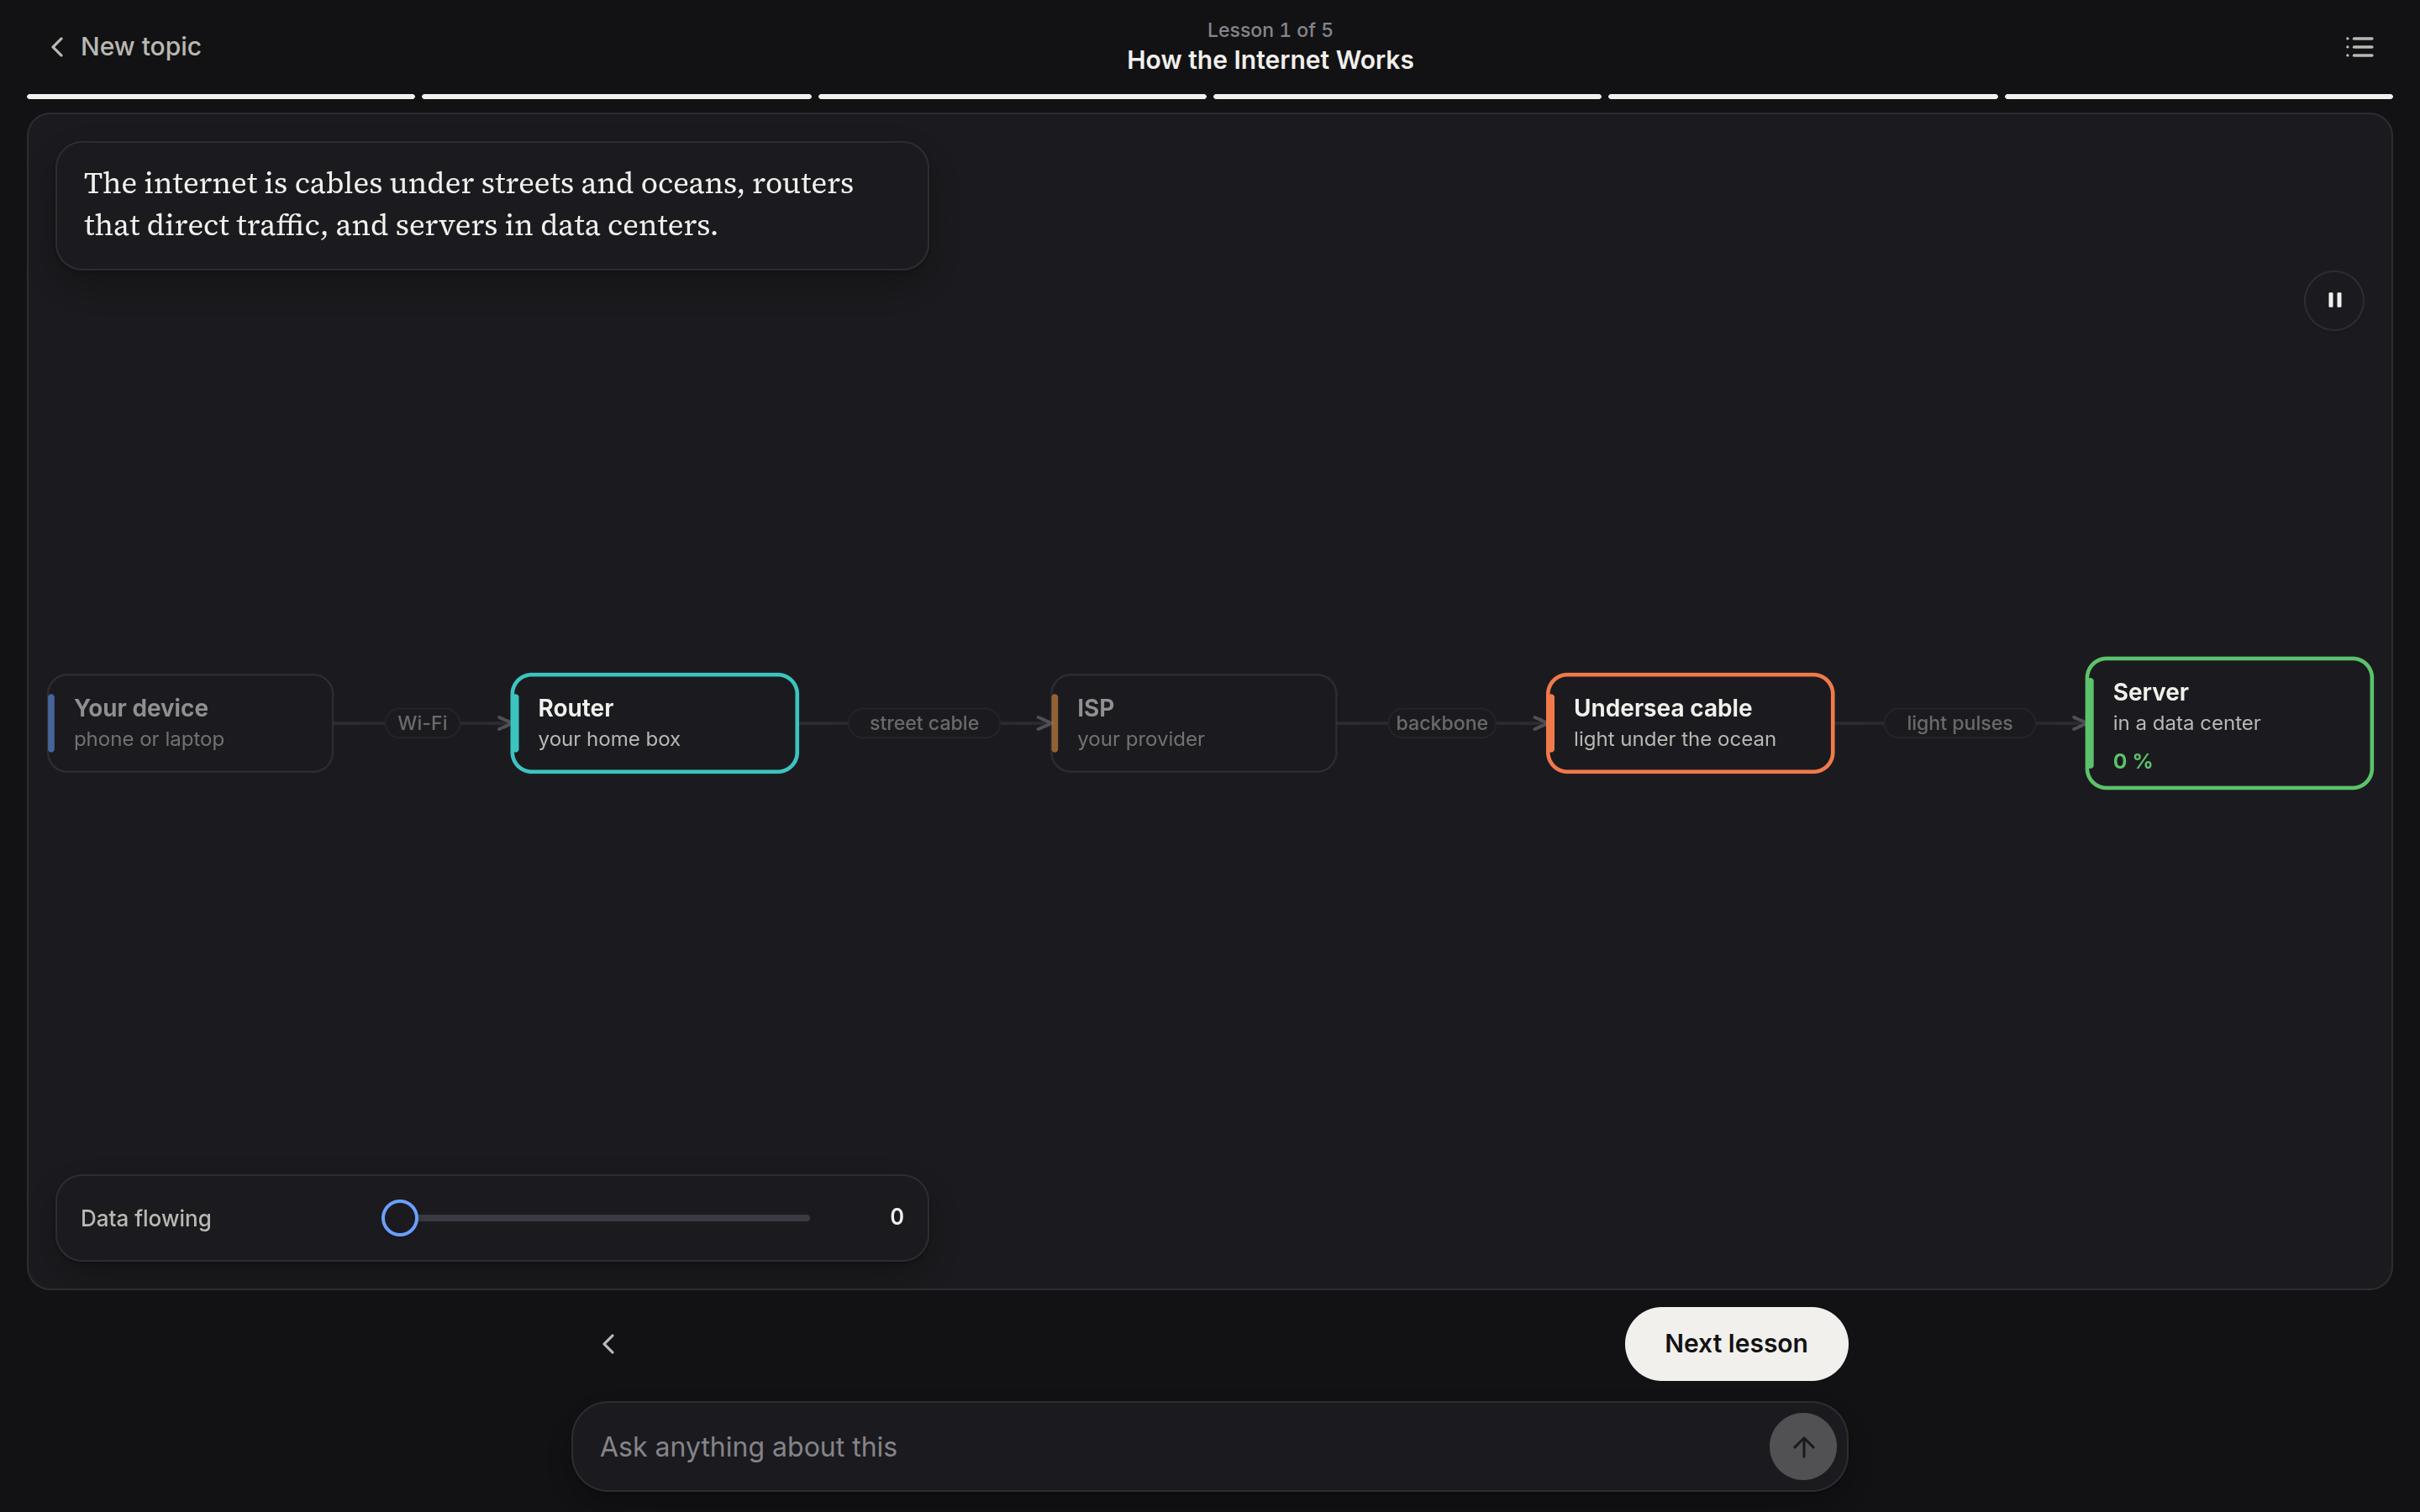 New topic
Lesson 1 of 5
How the Internet Works
The internet is cables under streets and oceans, routers
that direct traffic, and servers in data centers.
Your device
phone or laptop
Wi-Fi
Router
your home box
street cable
ISP
your provider
backbone
Undersea cable
light under the ocean
light pulses
Server
in a data center
0 %
Data flowing
0
Next lesson
Ask anything about this